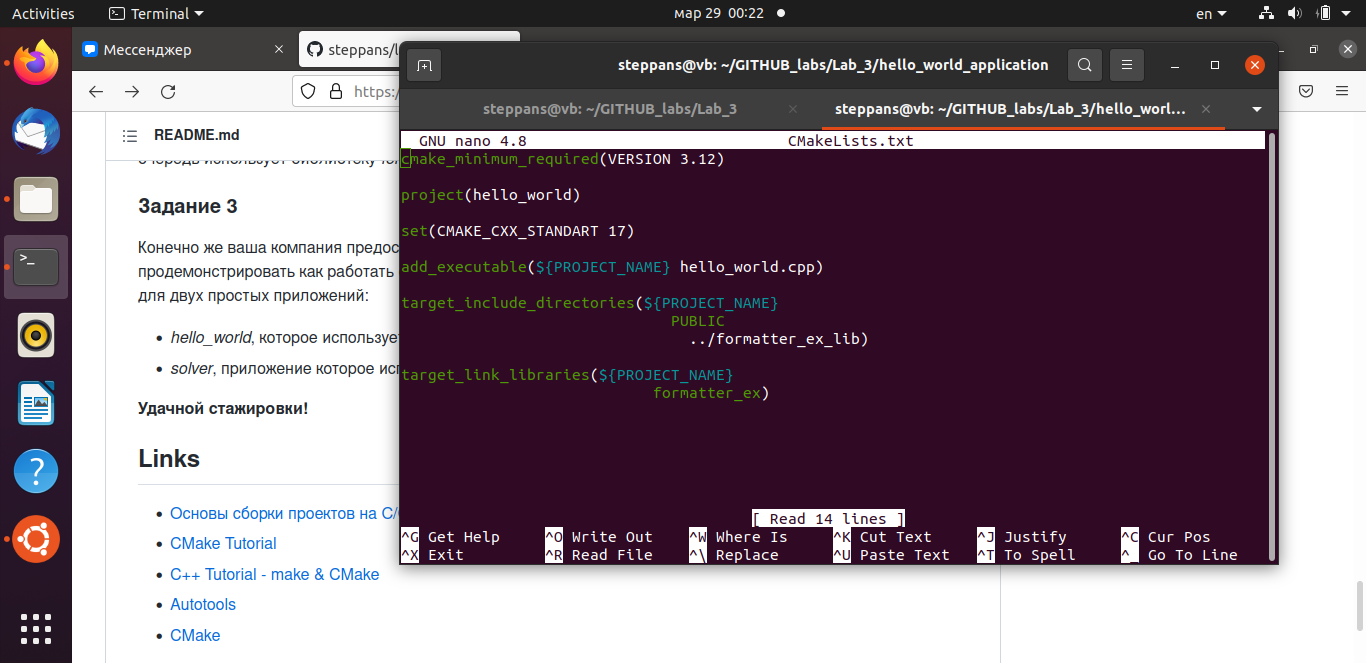 Activities Terminal мар 29 00:22 en
Мессенджер
steppans/l
steppans@vb: ~/GITHUB_labs/Lab_3/hello_world_application
https:/
steppans@vb: ~/GITHUB_labs/Lab_3
steppans@vb: ~/GITHUB_labs/Lab_3/hello_worl...
README.md
GNU nano 4.8 CMakeLists.txt
cmake_minimum_required(VERSION 3.12)
project(hello_world)
set(CMAKE_CXX_STANDART 17)
add_executable(${PROJECT_NAME} hello_world.cpp)
target_include_directories(${PROJECT_NAME}
PUBLIC
../formatter_ex_lib)
target_link_libraries(${PROJECT_NAME}
formatter_ex)
[ Read 14 lines ]
^G Get Help ^O Write Out ^W Where Is ^K Cut Text ^J Justify ^C Cur Pos
^X Exit ^R Read File ^\ Replace ^U Paste Text ^T To Spell ^_ Go To Line
Задание 3
Конечно же ваша компания предос
продемонстрировать как работать
для двух простых приложений:
• hello_world, которое используе
• solver, приложение которое исп
Удачной стажировки!
Links
• Основы сборки проектов на С/
• CMake Tutorial
• C++ Tutorial - make & CMake
• Autotools
• CMake